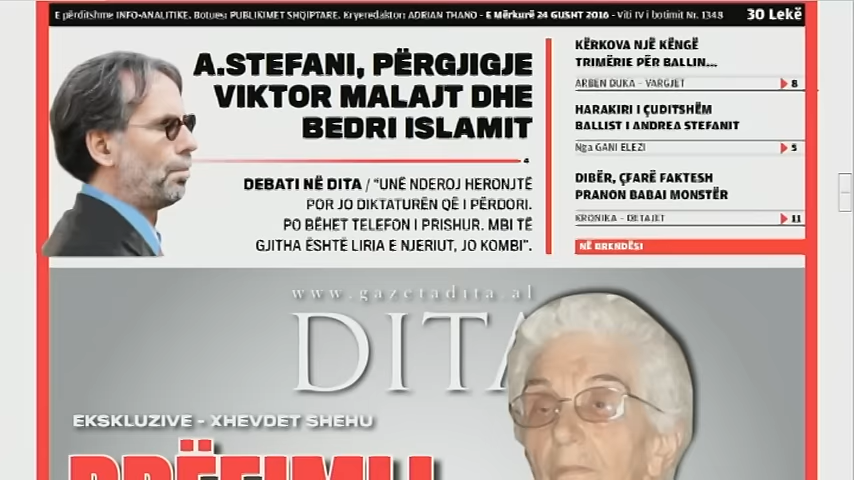 E përditshme INFO-ANALITIKE. Botues: PUBLIKIMET SHQIPTARE. Kryeredaktor: ADRIAN THANO - E Mërkurë 24 GUSHT 2016 - Viti IV i botimit Nr. 1348 30 Lekë
A.STEFANI, PËRGJIGJE
VIKTOR MALAJT DHE
BEDRI ISLAMIT
4
DEBATI NË DITA / "UNË NDEROJ HERONJTË
POR JO DIKTATURËN QË I PËRDORI.
PO BËHET TELEFON I PRISHUR. MBI TË
GJITHA ËSHTË LIRIA E NJERIUT, JO KOMBI".
KËRKOVA NJË KËNGË
TRIMËRIE PËR BALLIN...
ARBEN DUKA - VARGJET 8
HARAKIRI I ÇUDITSHËM
BALLIST I ANDREA STEFANIT
Nga GANI ELEZI 5
DIBËR, ÇFARË FAKTESH
PRANON BABAI MONSTËR
KRONIKA - DETAJET 11
NË BRENDËSI
www.gazetadita.al
DITA
EKSKLUZIVE - XHEVDET SHEHU